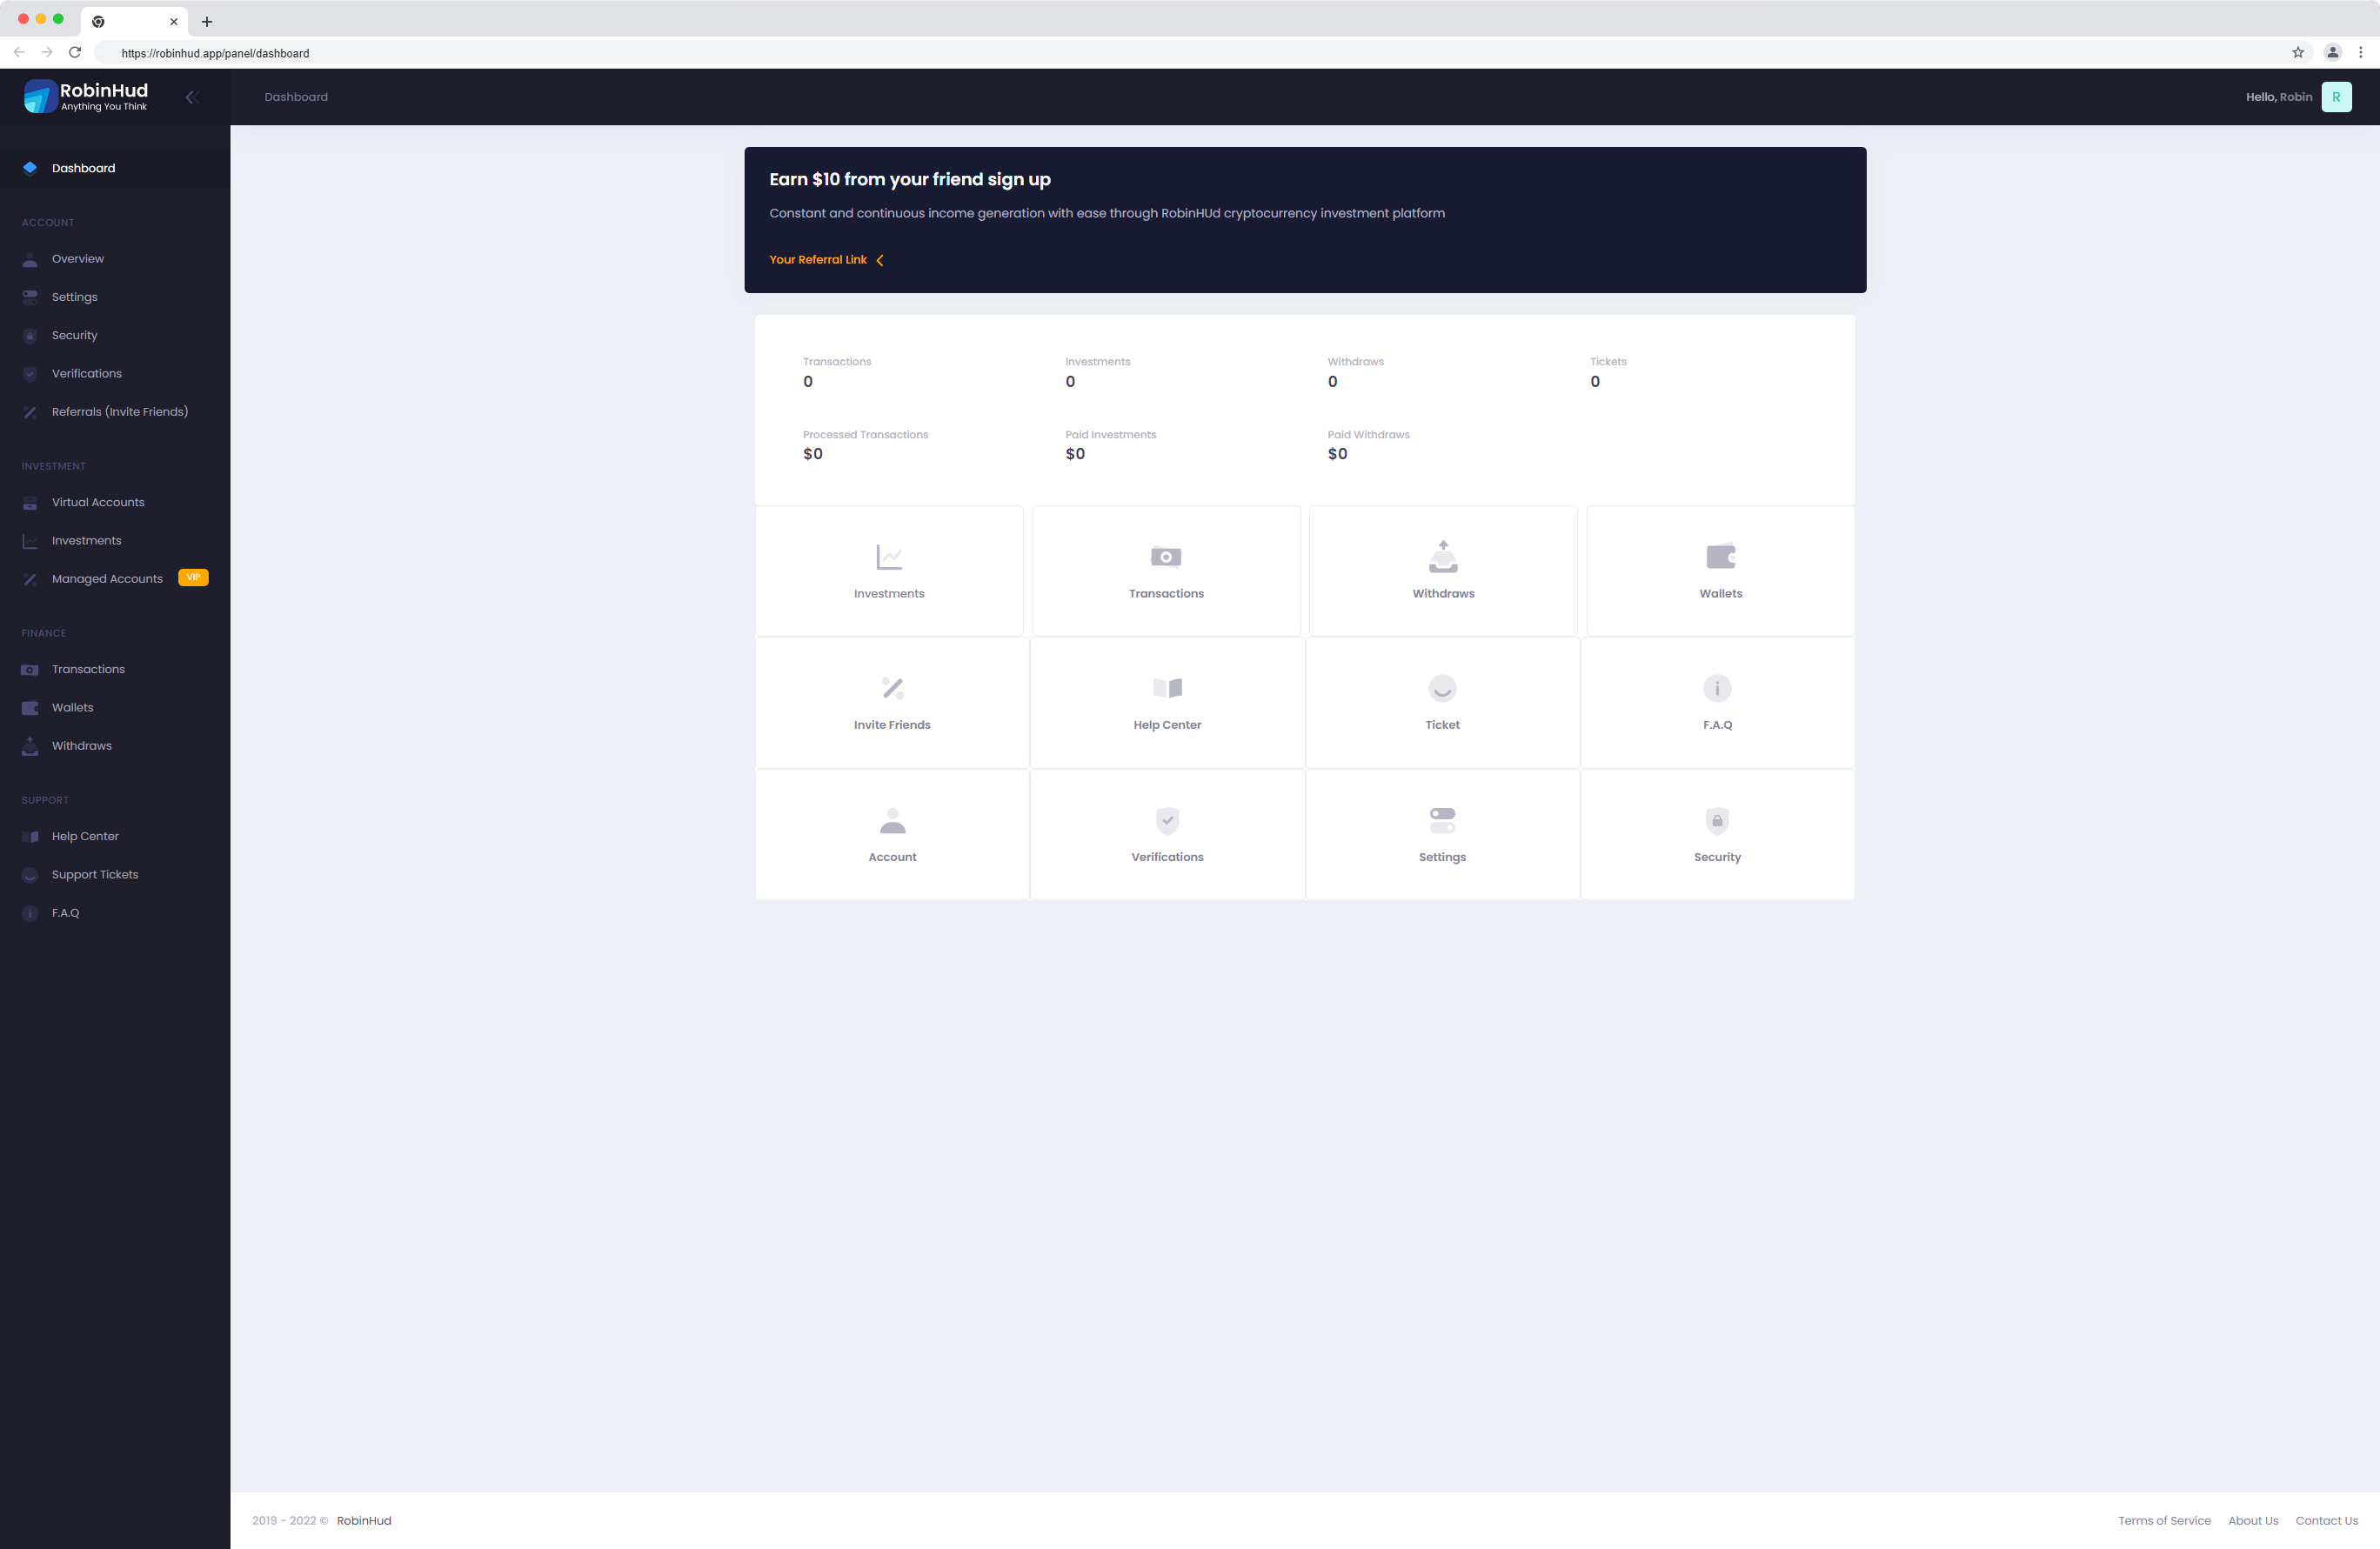 https://robinhud.app/panel/dashboard
RobinHud
Anything You Think
Dashboard
Hello, Robin
R
Dashboard
ACCOUNT
Overview
Settings
Security
Verifications
Referrals (Invite Friends)
INVESTMENT
Virtual Accounts
Investments
Managed Accounts VIP
FINANCE
Transactions
Wallets
Withdraws
SUPPORT
Help Center
Support Tickets
F.A.Q
Earn $10 from your friend sign up
Constant and continuous income generation with ease through RobinHUd cryptocurrency investment platform
Your Referral Link
Transactions Investments Withdraws Tickets
0 0 0 0
Processed Transactions Paid Investments Paid Withdraws
$0 $0 $0
Investments Transactions Withdraws Wallets
Invite Friends Help Center Ticket F.A.Q
Account Verifications Settings Security
2019 - 2022 © RobinHud
Terms of Service About Us Contact Us